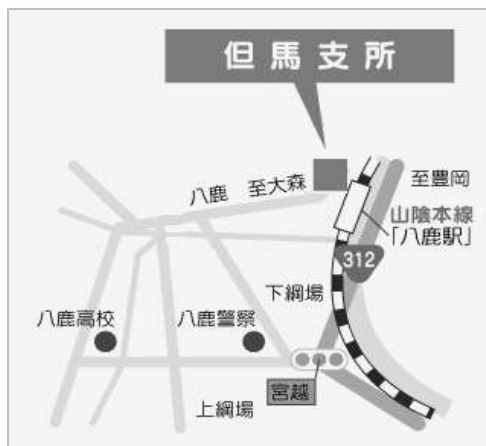 但馬支所
八鹿 至大森
至豊岡
山陰本線
「八鹿駅」
312
下網場
八鹿高校
八鹿警察
宮越
上網場